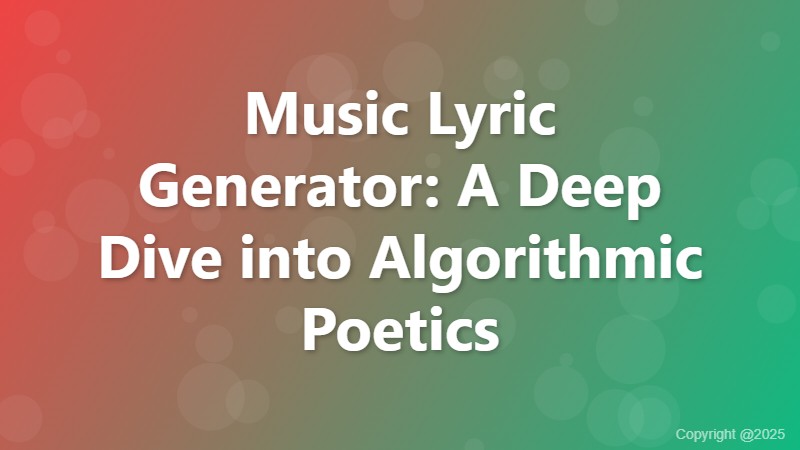 Music Lyric
Generator: A Deep
Dive into Algorithmic
Poetics
Copyright @2025